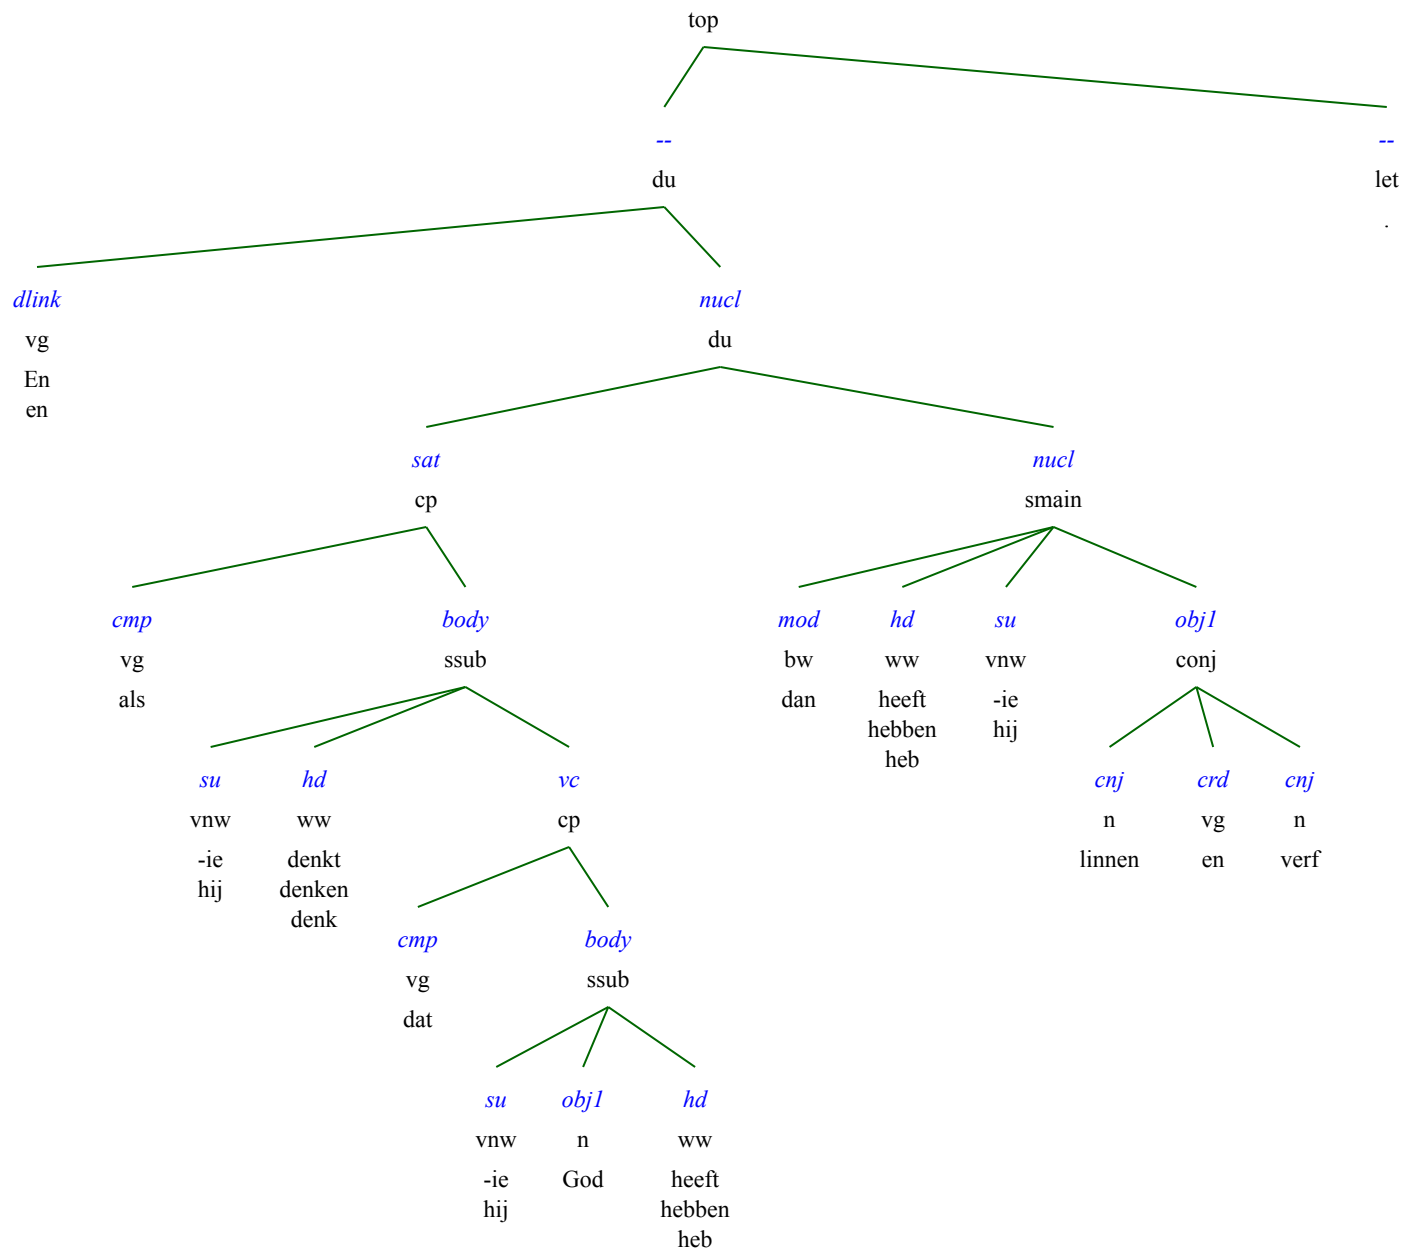 top
-- --
du let
.
dlink nucl
vg du
En
en
sat nucl
cp smain
cmp body mod hd su obj1
vg ssub bw ww vnw conj
als dan heeft -ie
hebben hij
heb
su hd vc cnj crd cnj
vnw ww cp n vg n
-ie denkt linnen en verf
hij denken
denk
cmp body
vg ssub
dat
su obj1 hd
vnw n ww
-ie God heeft
hij hebben
heb